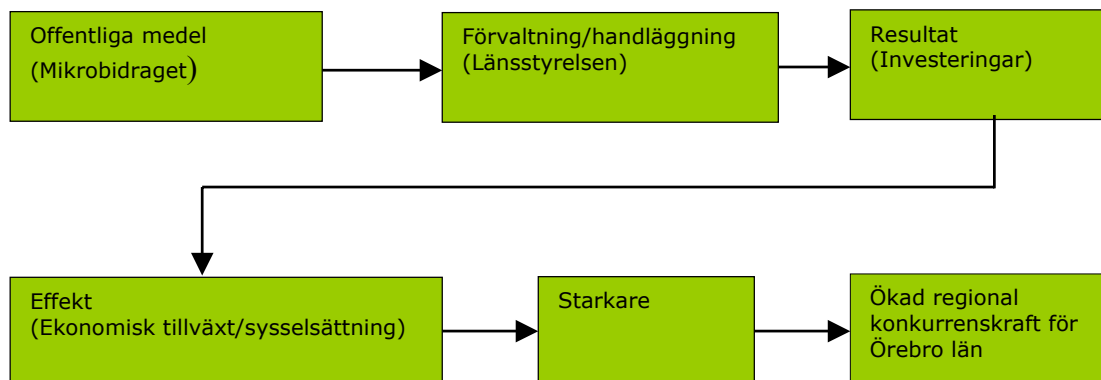 Offentliga medel
(Mikrobidraget)
Förvaltning/handläggning
(Länsstyrelsen)
Resultat
(Investeringar)
Effekt
(Ekonomisk tillväxt/sysselsättning)
Starkare
Ökad regional
konkurrenskraft för
Örebro län